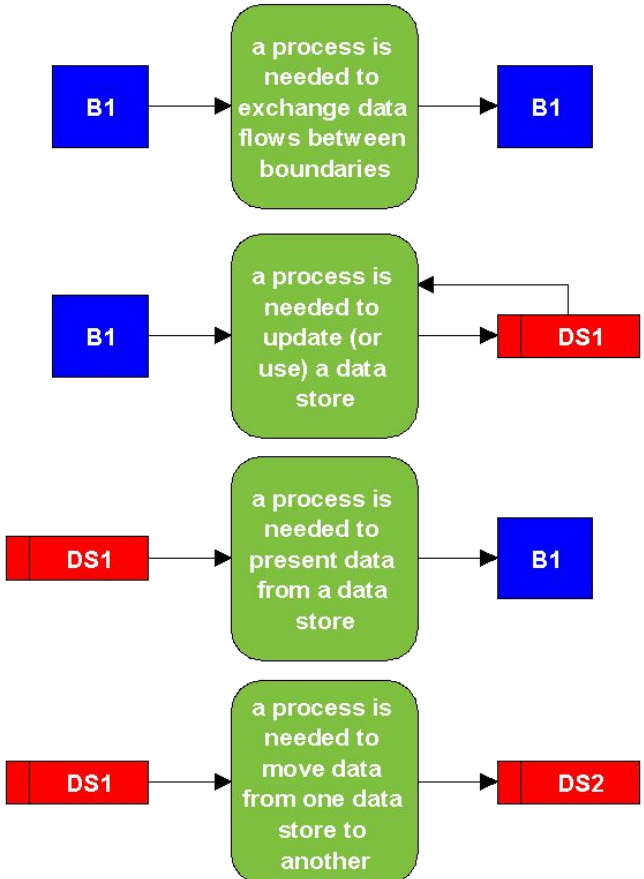 B1
a process is
needed to
exchange data
flows between
boundaries
B1
B1
a process is
needed to
update (or
use) a data
store
DS1
DS1
a process is
needed to
present data
from a data
store
B1
DS1
a process is
needed to
move data
from one data
store to
another
DS2